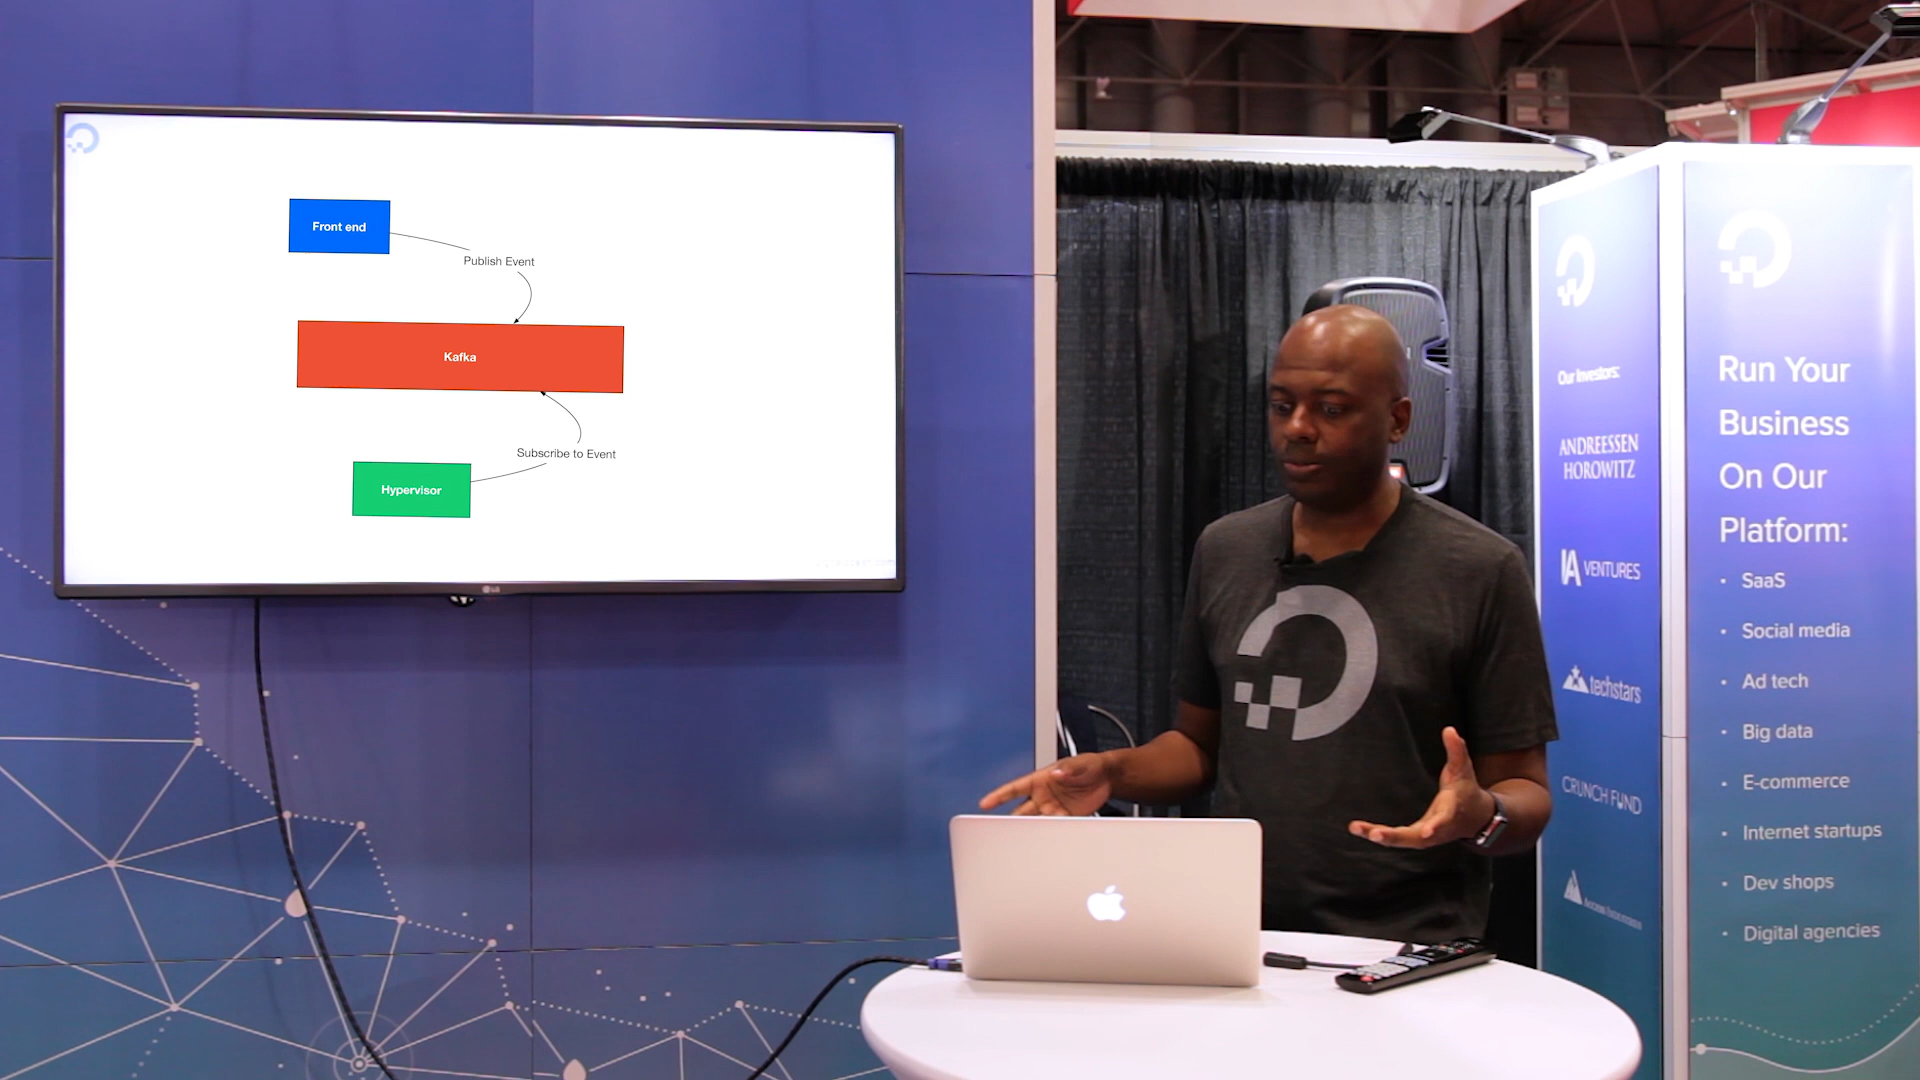 Front end
Publish Event
Kafka
Subscribe to Event
Hypervisor
LG
Our Investors:
ANDREESSEN
HOROWITZ
IA VENTURES
techstars
CRUNCH FUND
Run Your
Business
On Our
Platform:
• SaaS
• Social media
• Ad tech
• Big data
• E-commerce
• Internet startups
• Dev shops
• Digital agencies